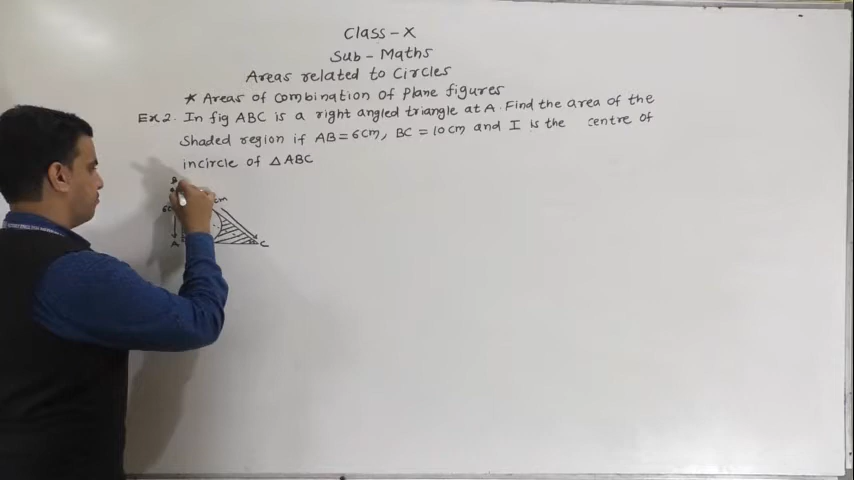 Class - X
Sub - Maths
Areas related to Circles
* Areas of combination of Plane figures
Ex 2. In fig ABC is a right angled triangle at A. Find the area of the
Shaded region if AB = 6cm, BC = 10cm and I is the centre of
incircle of △ABC
B
cm
A
C